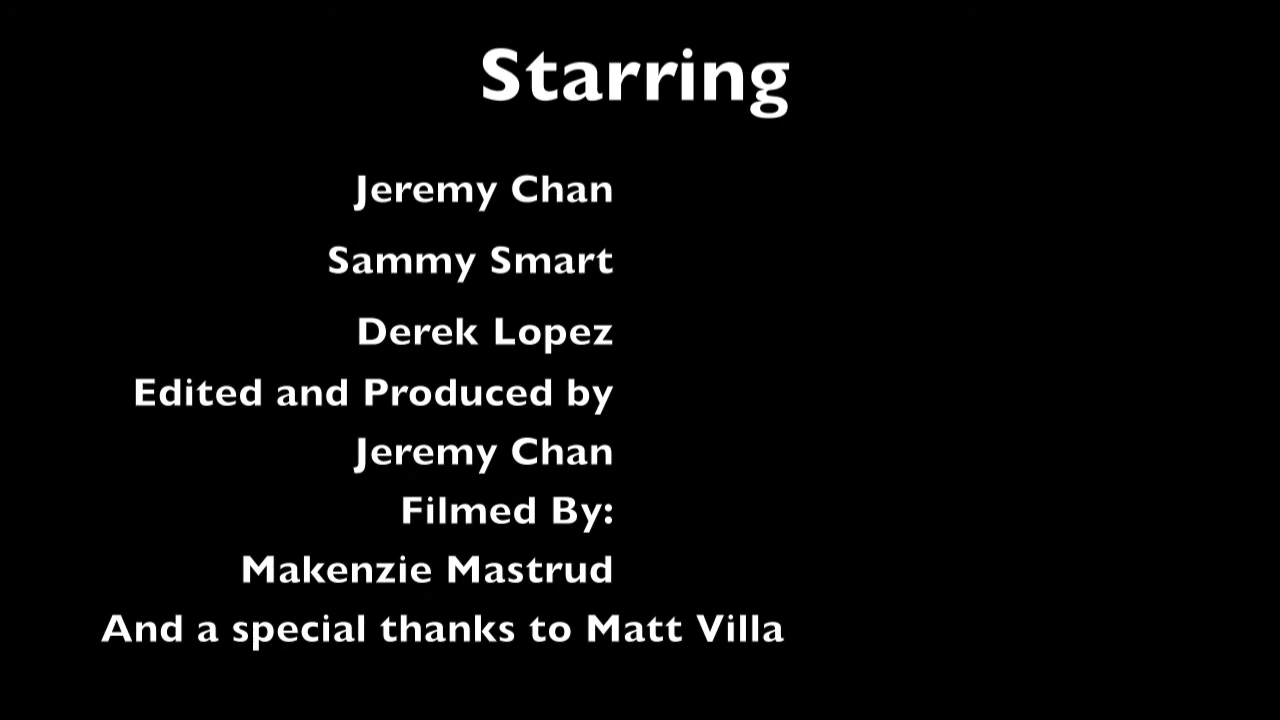 Starring
Jeremy Chan
Sammy Smart
Derek Lopez
Edited and Produced by
Jeremy Chan
Filmed By:
Makenzie Mastrud
And a special thanks to Matt Villa